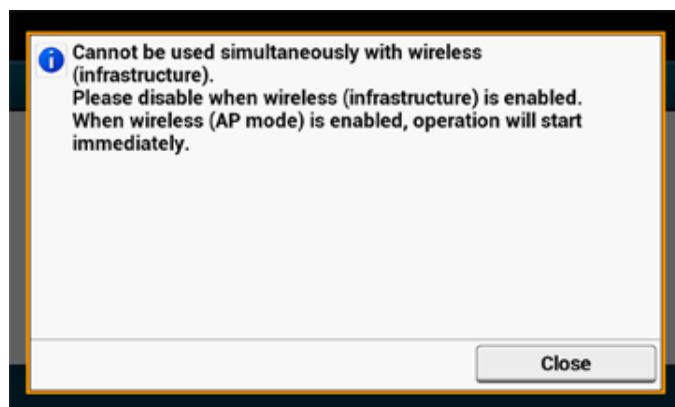 Cannot be used simultaneously with wireless
(infrastructure).
Please disable when wireless (infrastructure) is enabled.
When wireless (AP mode) is enabled, operation will start
immediately.
Close